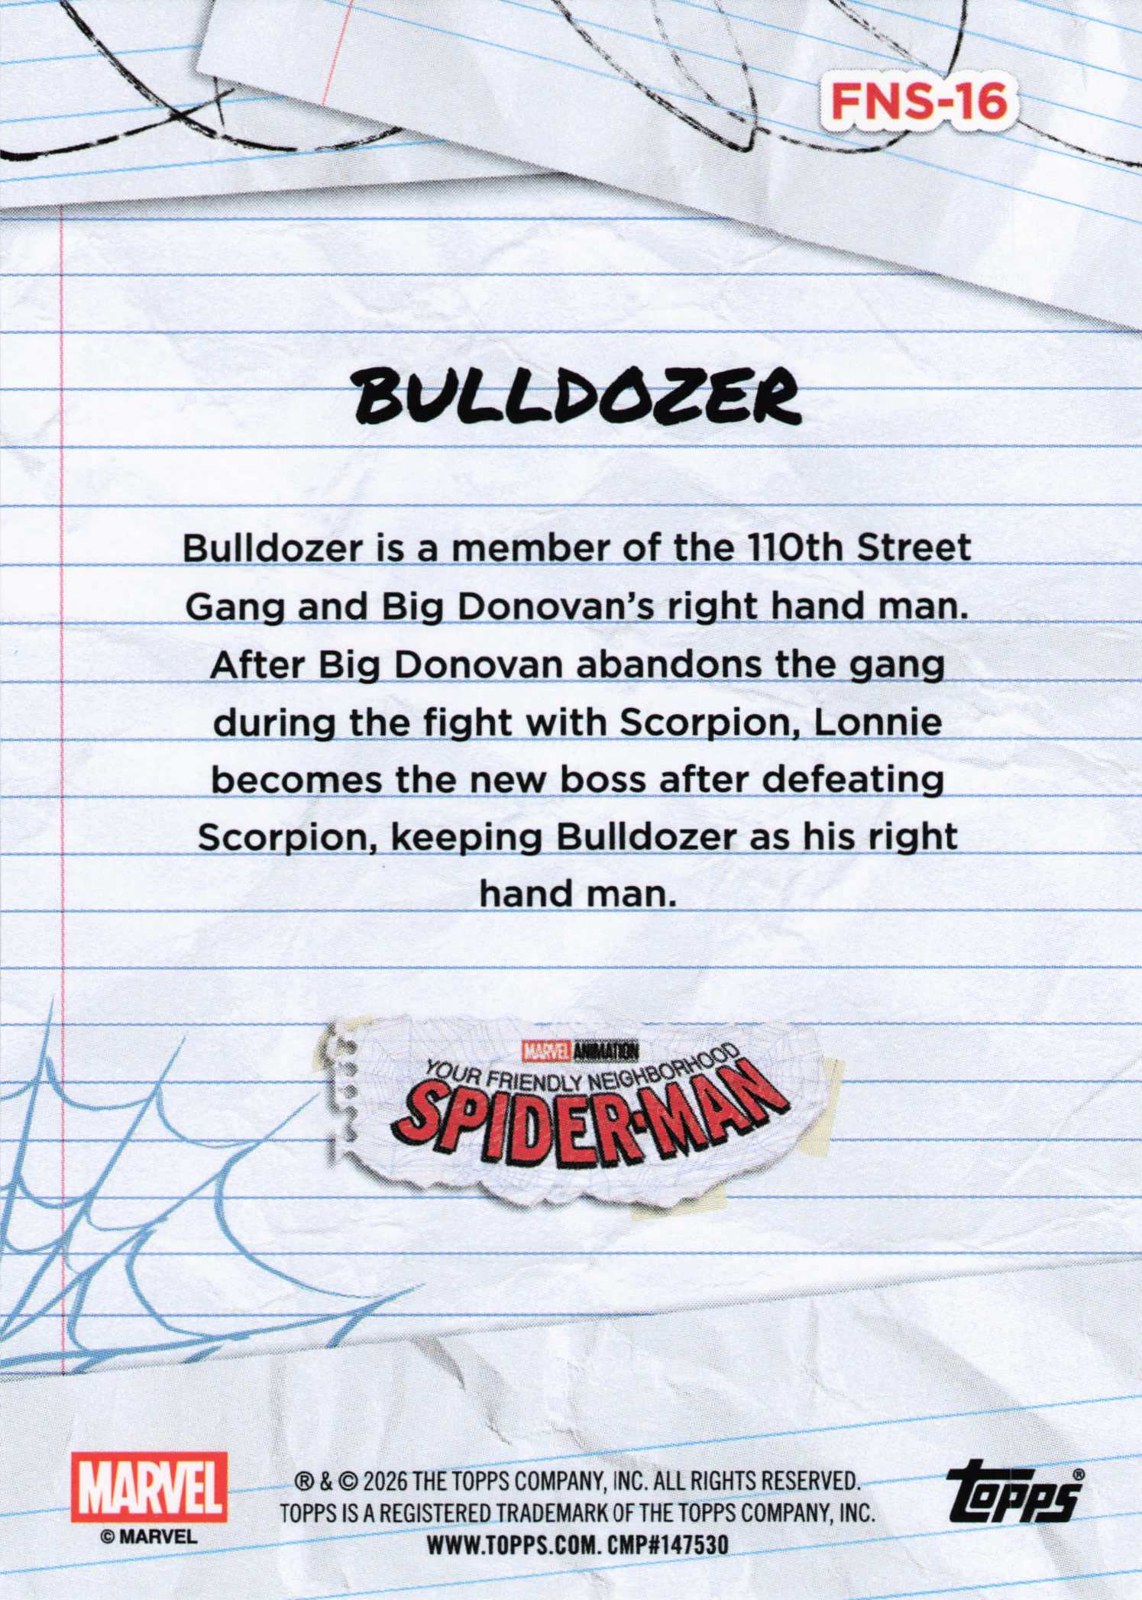 FNS-16
BULLDOZER
Bulldozer is a member of the 110th Street
Gang and Big Donovan's right hand man.
After Big Donovan abandons the gang
during the fight with Scorpion, Lonnie
becomes the new boss after defeating
Scorpion, keeping Bulldozer as his right
hand man.
MARVEL ANIMATION
YOUR FRIENDLY NEIGHBORHOOD
SPIDER-MAN
MARVEL
© MARVEL
® & © 2026 THE TOPPS COMPANY, INC. ALL RIGHTS RESERVED.
TOPPS IS A REGISTERED TRADEMARK OF THE TOPPS COMPANY, INC.
WWW.TOPPS.COM. CMP#147530
topps®